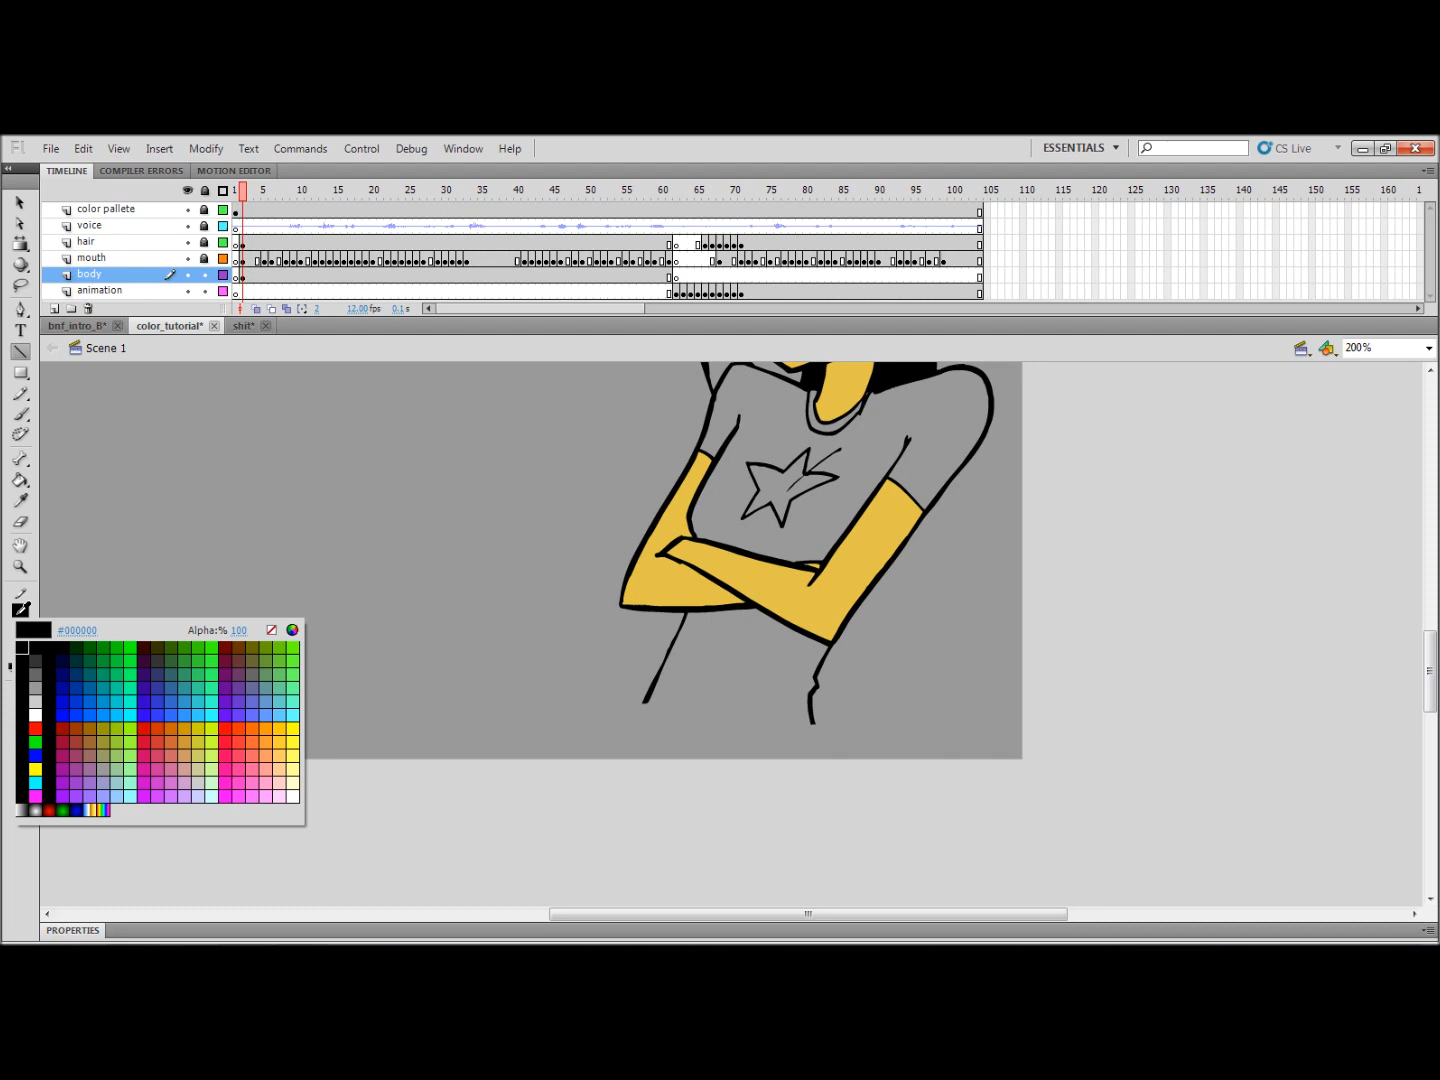 Fl File Edit View Insert Modify Text Commands Control Debug Window Help ESSENTIALS CS Live
TIMELINE COMPILER ERRORS MOTION EDITOR
1 5 10 15 20 25 30 35 40 45 50 55 60 65 70 75 80 85 90 95 100 105 110 115 120 125 130 135 140 145 150 155 160 1
color pallete
voice
hair
mouth
body
animation
2 12.00 fps 0.1 s
bnf_intro_B* color_tutorial* shit*
Scene 1 200%
T
#000000 Alpha:% 100
PROPERTIES